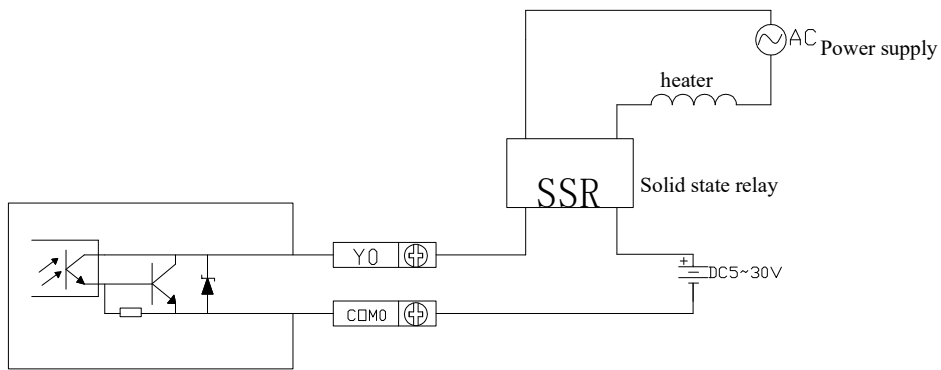 AC Power supply
heater
SSR
Solid state relay
Y0
+
DC5~30V
COM0